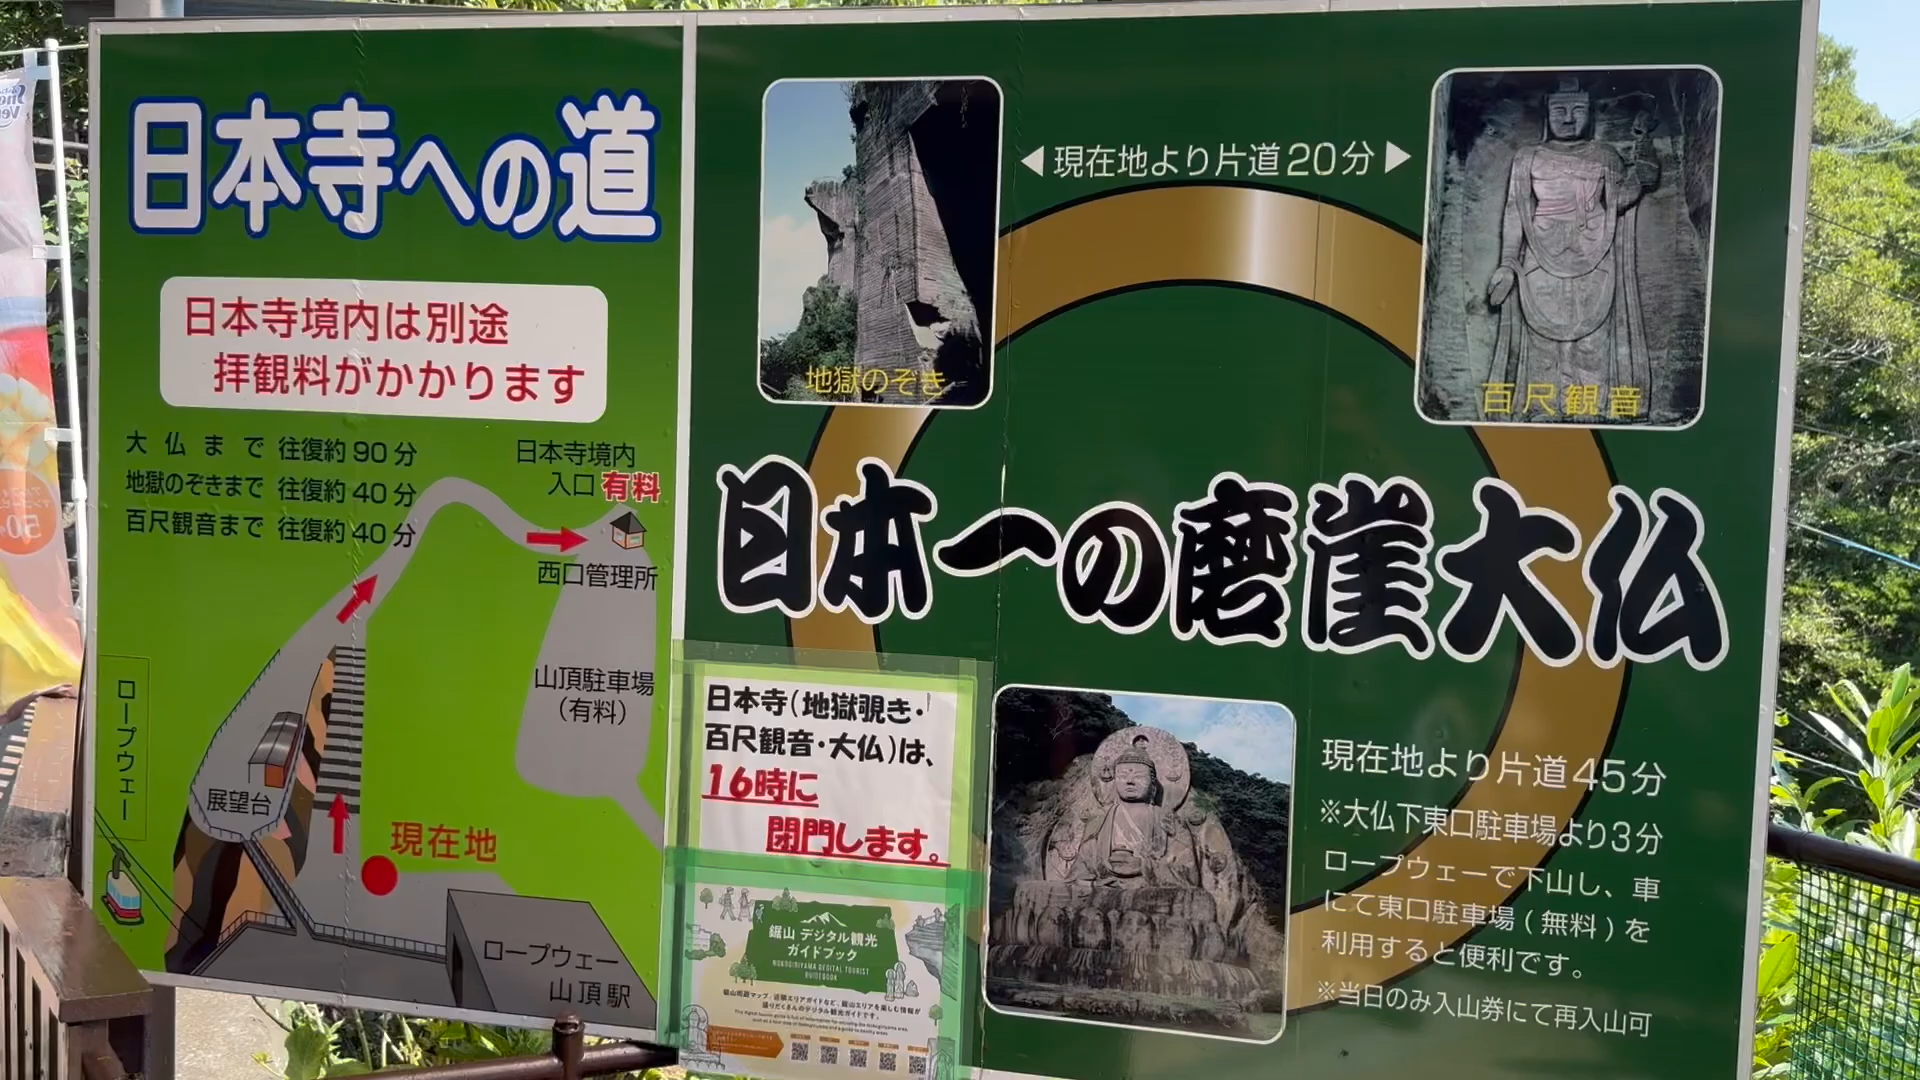 日本寺への道
日本寺境内は別途
拝観料がかかります
大仏まで 往復約90分
地獄のぞきまで 往復約40分
百尺観音まで 往復約40分
日本寺境内
入口 有料
西口管理所
山頂駐車場
(有料)
ロープウェー
展望台
現在地
ロープウェー
山頂駅
◀現在地より片道20分▶
地獄のぞき
百尺観音
日本一の磨崖大仏
日本寺(地獄覗き・
百尺観音・大仏)は、
16時に
閉門します。
鋸山 デジタル観光
ガイドブック
NOKOGIRIYAMA DEGITAL TOURIST
GUIDEBOOK
現在地より片道45分
※大仏下東口駐車場より3分
ロープウェーで下山し、車
にて東口駐車場(無料)を
利用すると便利です。
※当日のみ入山券にて再入山可